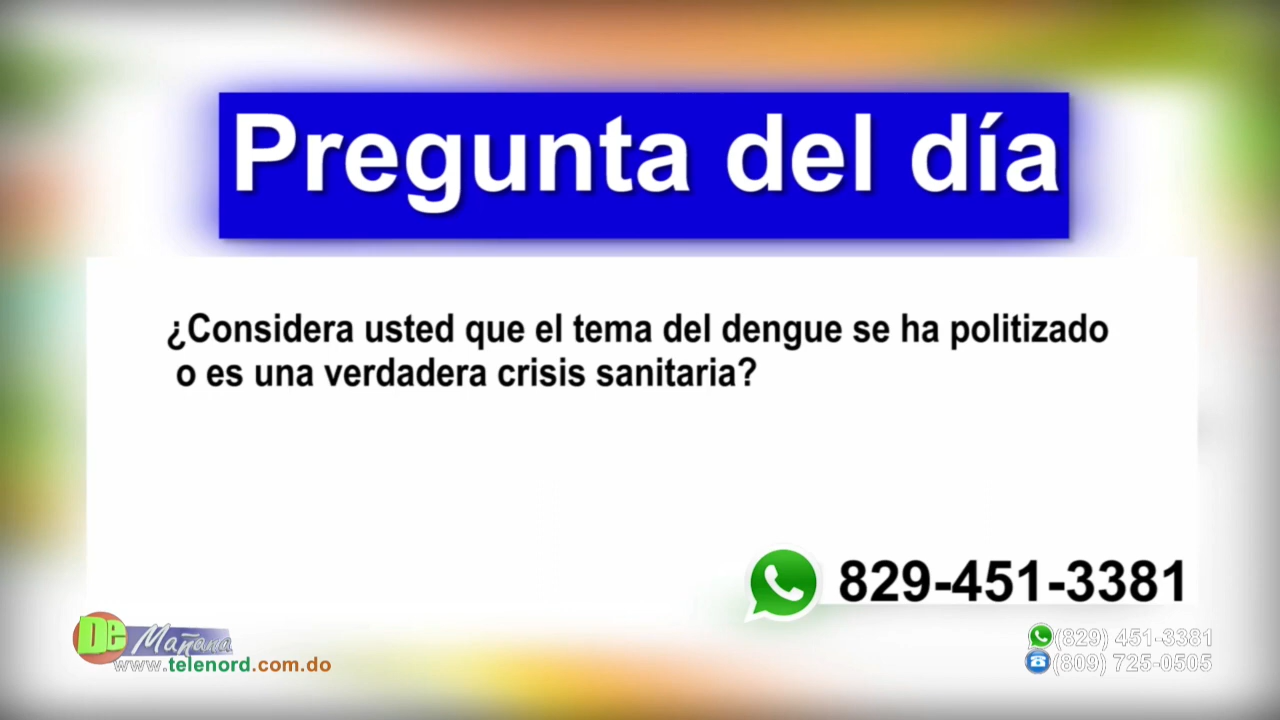 Pregunta del día
¿Considera usted que el tema del dengue se ha politizado
o es una verdadera crisis sanitaria?
829-451-3381
De Mañana
www.telenord.com.do
(829) 451-3381
(809) 725-0505